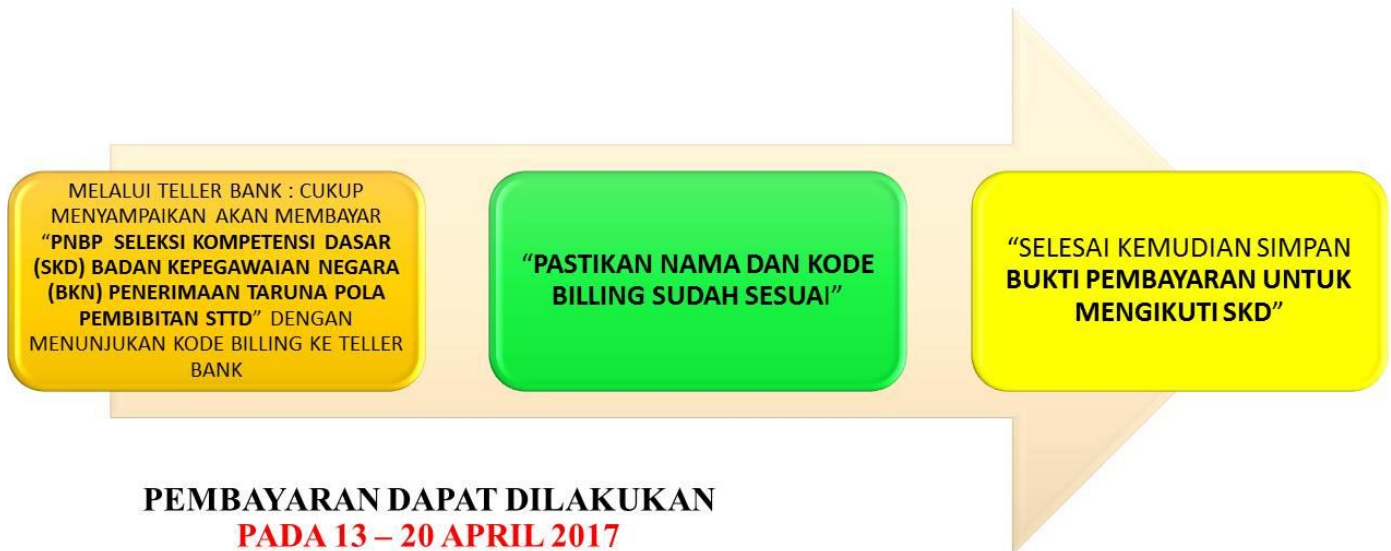 MELALUI TELLER BANK : CUKUP
MENYAMPAIKAN AKAN MEMBAYAR
“PNBP SELEKSI KOMPETENSI DASAR
(SKD) BADAN KEPEGAWAIAN NEGARA
(BKN) PENERIMAAN TARUNA POLA
PEMBIBITAN STTD” DENGAN
MENUNJUKAN KODE BILLING KE TELLER
BANK
“PASTIKAN NAMA DAN KODE
BILLING SUDAH SESUAI”
“SELESAI KEMUDIAN SIMPAN
BUKTI PEMBAYARAN UNTUK
MENGIKUTI SKD”
PEMBAYARAN DAPAT DILAKUKAN
PADA 13 – 20 APRIL 2017